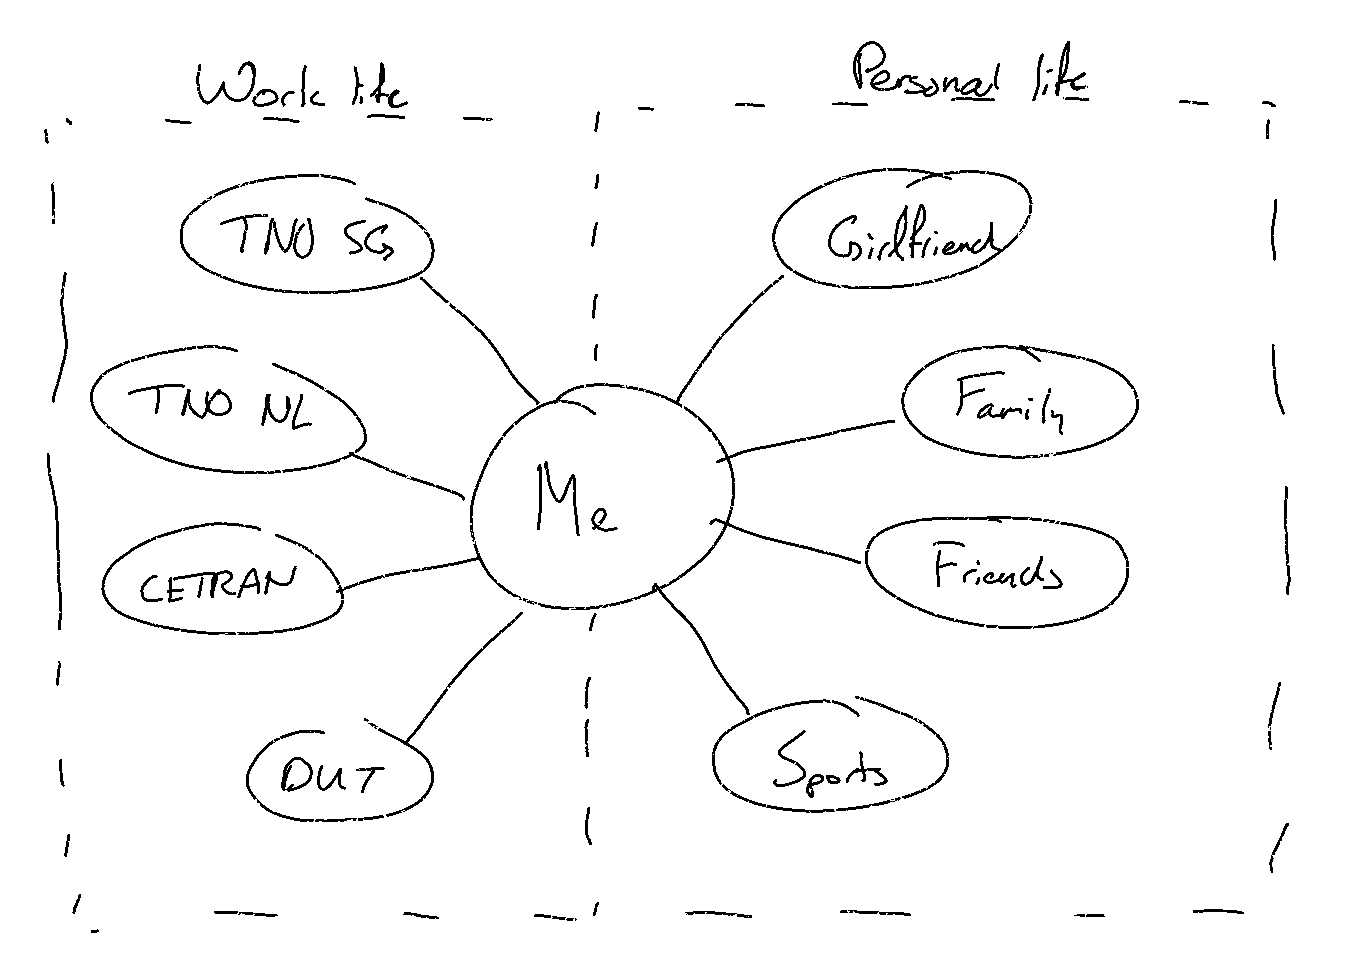 Work life
Personal life
TNO SG
Girlfriend
TNO NL
Family
Me
CETRAN
Friends
DUT
Sports